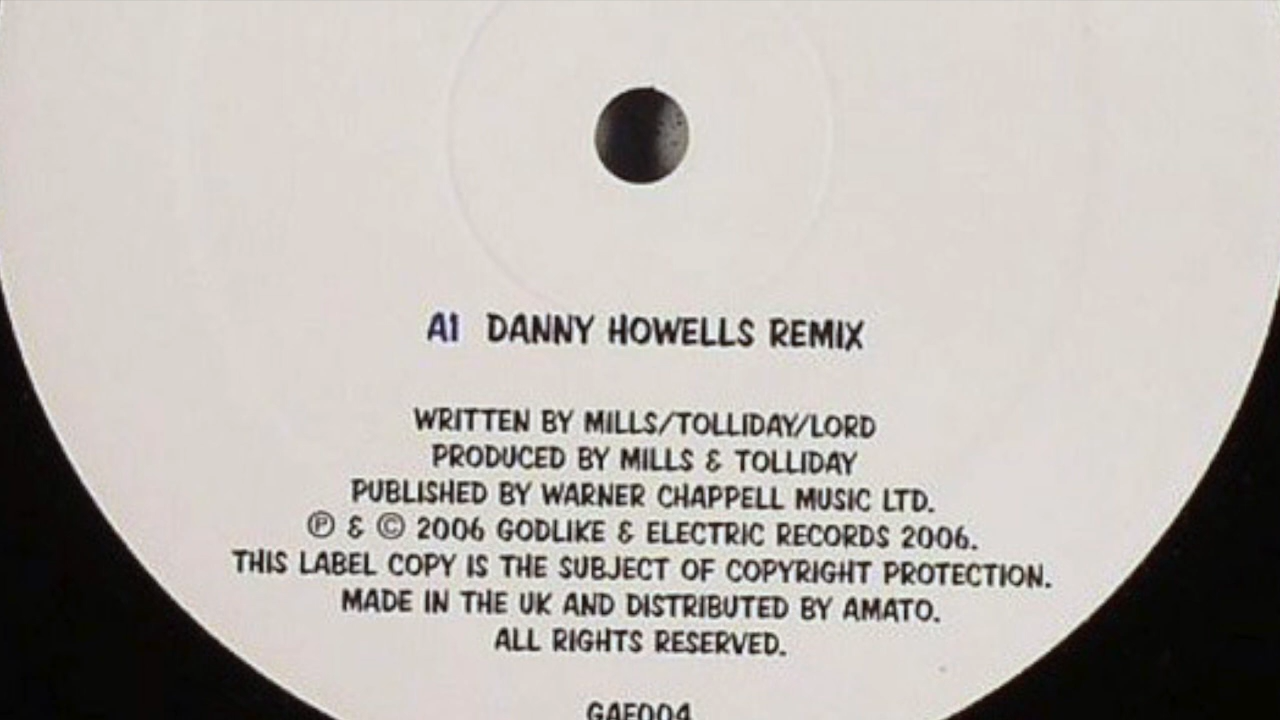 A1 DANNY HOWELLS REMIX
WRITTEN BY MILLS/TOLLIDAY/LORD
PRODUCED BY MILLS & TOLLIDAY
PUBLISHED BY WARNER CHAPPELL MUSIC LTD.
Ⓟ & © 2006 GODLIKE & ELECTRIC RECORDS 2006.
THIS LABEL COPY IS THE SUBJECT OF COPYRIGHT PROTECTION.
MADE IN THE UK AND DISTRIBUTED BY AMATO.
ALL RIGHTS RESERVED.
GAE004